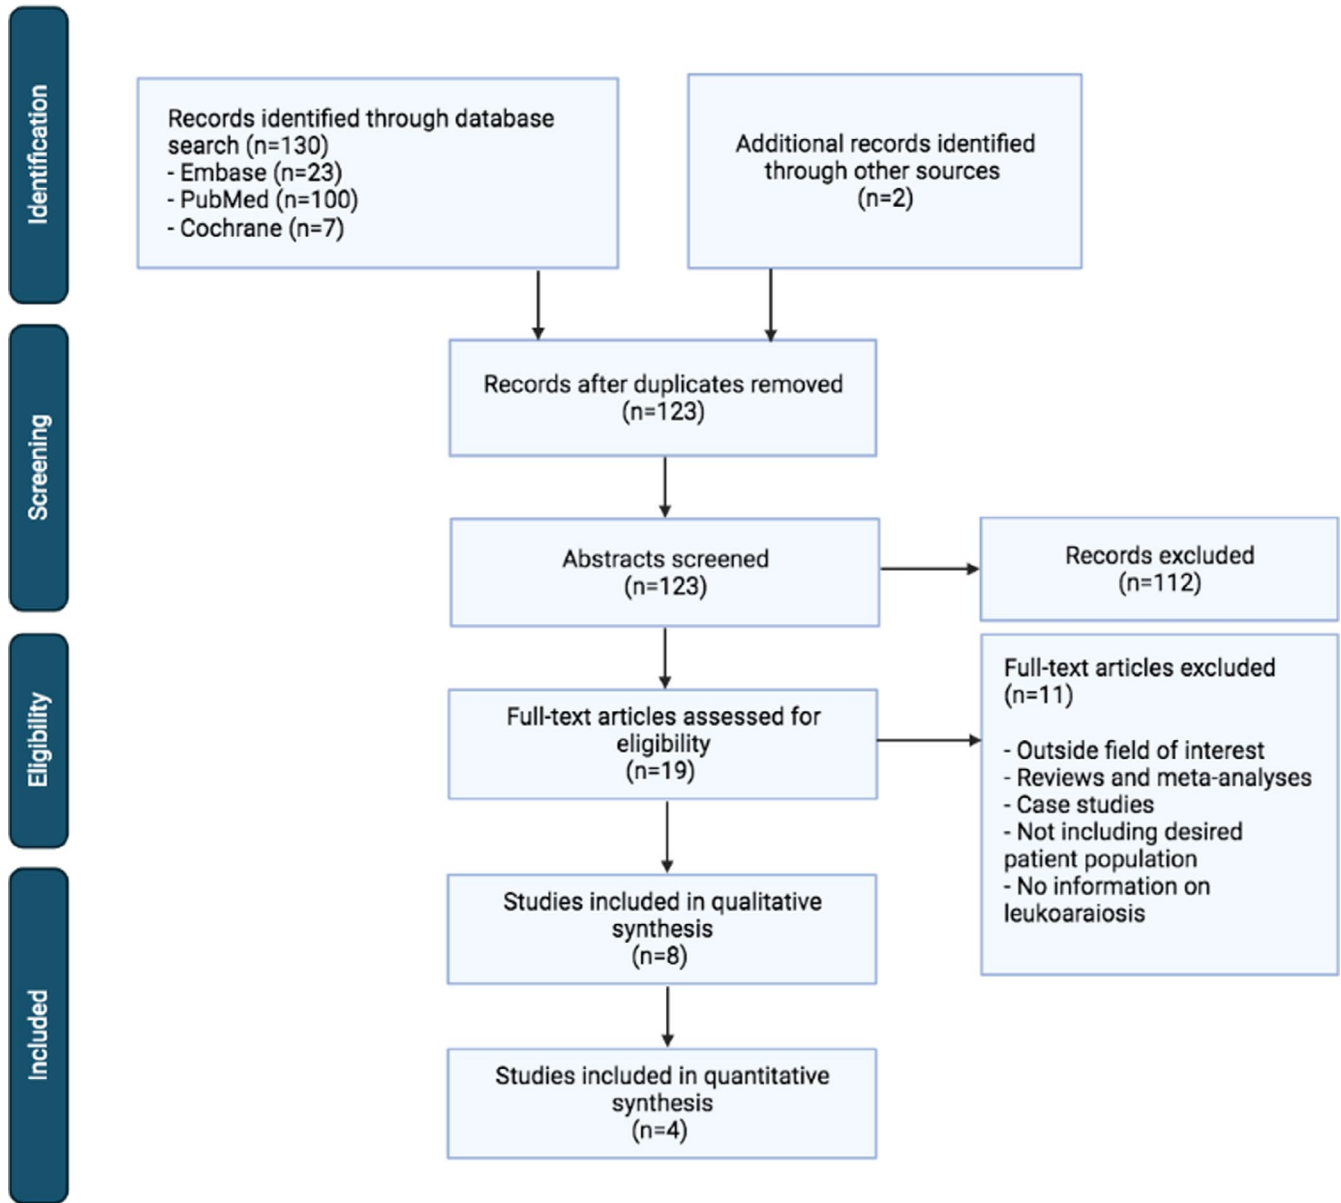 Identification
Records identified through database
search (n=130)
- Embase (n=23)
- PubMed (n=100)
- Cochrane (n=7)
Additional records identified
through other sources
(n=2)
Screening
Records after duplicates removed
(n=123)
Abstracts screened
(n=123)
Records excluded
(n=112)
Eligibility
Full-text articles assessed for
eligibility
(n=19)
Full-text articles excluded
(n=11)
- Outside field of interest
- Reviews and meta-analyses
- Case studies
- Not including desired
patient population
- No information on
leukoaraiosis
Included
Studies included in qualitative
synthesis
(n=8)
Studies included in quantitative
synthesis
(n=4)